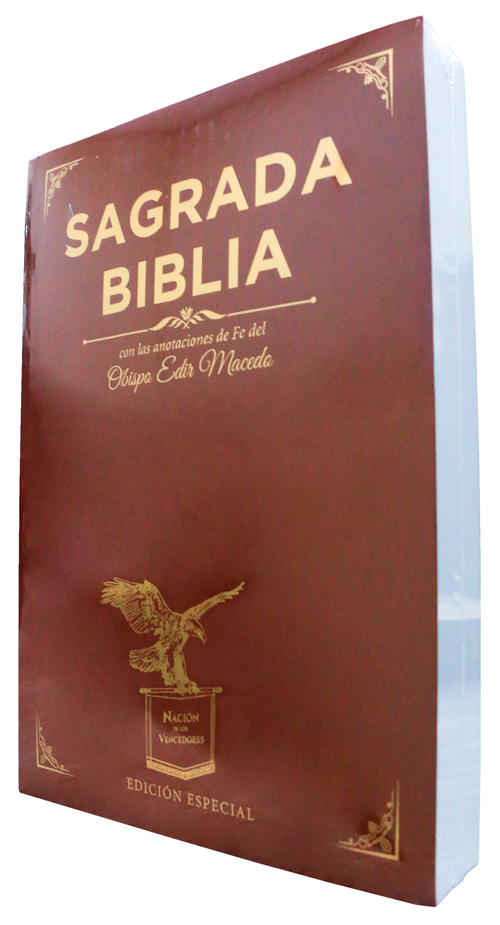 SAGRADA
BIBLIA
con las anotaciones de Fe del
Obispo Edir Macedo
NACIÓN
DE LOS
VENCEDORES
EDICIÓN ESPECIAL